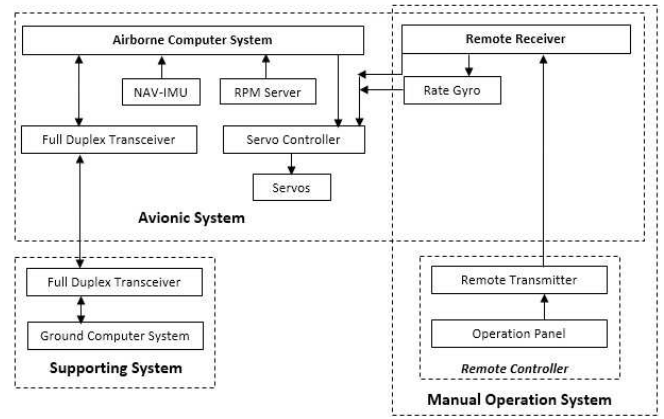 Airborne Computer System
Remote Receiver
NAV-IMU
RPM Server
Rate Gyro
Full Duplex Transceiver
Servo Controller
Servos
Avionic System
Full Duplex Transceiver
Ground Computer System
Supporting System
Remote Transmitter
Operation Panel
Remote Controller
Manual Operation System